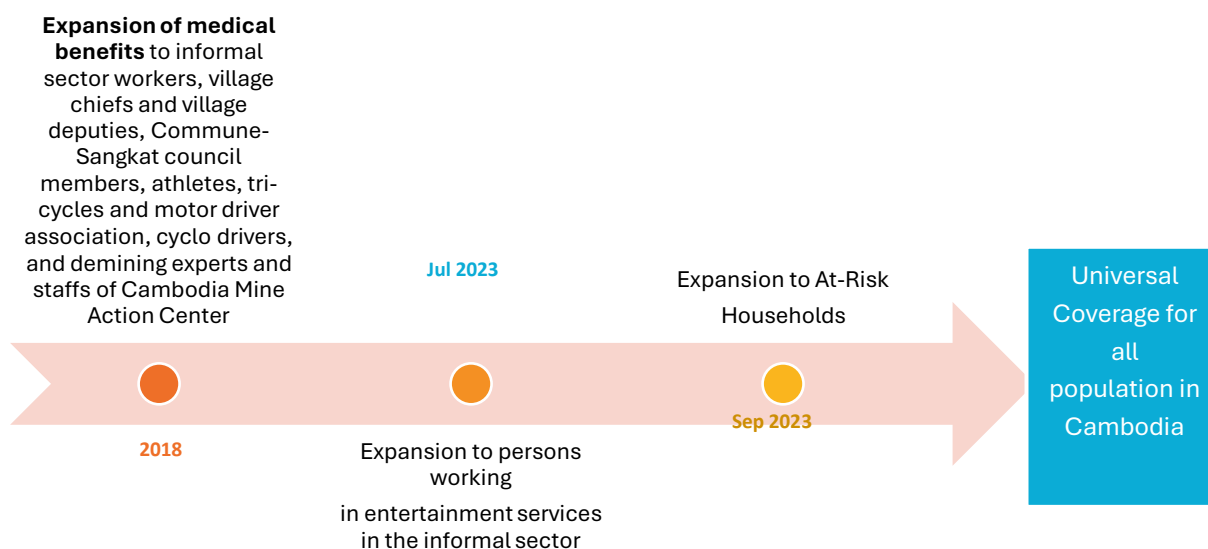 Expansion of medical
benefits to informal
sector workers, village
chiefs and village
deputies, Commune-
Sangkat council
members, athletes, tri-
cycles and motor driver
association, cyclo drivers,
and demining experts and
staffs of Cambodia Mine
Action Center
2018
Jul 2023
Expansion to persons
working
in entertainment services
in the informal sector
Expansion to At-Risk
Households
Sep 2023
Universal
Coverage for
all
population in
Cambodia